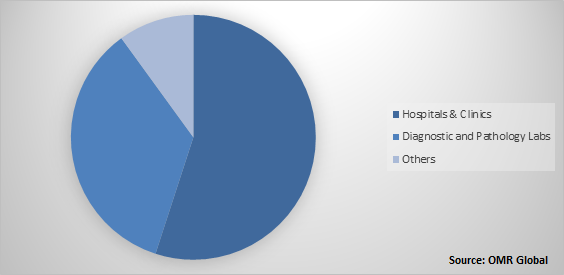 Hospitals & Clinics
Diagnostic and Pathology Labs
Others
Source: OMR Global